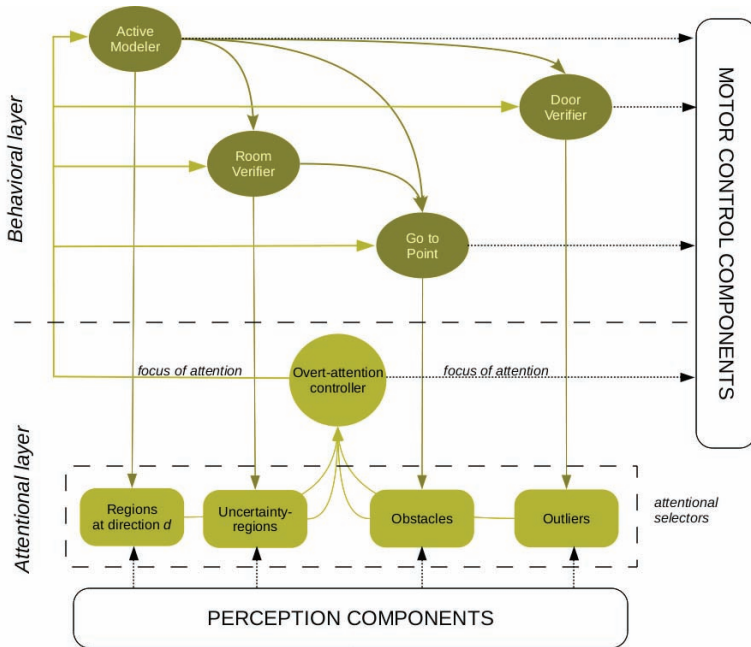 Active
Modeler
Door
Verifier
Room
Verifier
Go to
Point
Behavioral layer
MOTOR CONTROL COMPONENTS
focus of attention
Overt-attention
controller
focus of attention
Attentional layer
Regions
at direction d
Uncertainty-
regions
Obstacles
Outliers
attentional
selectors
PERCEPTION COMPONENTS